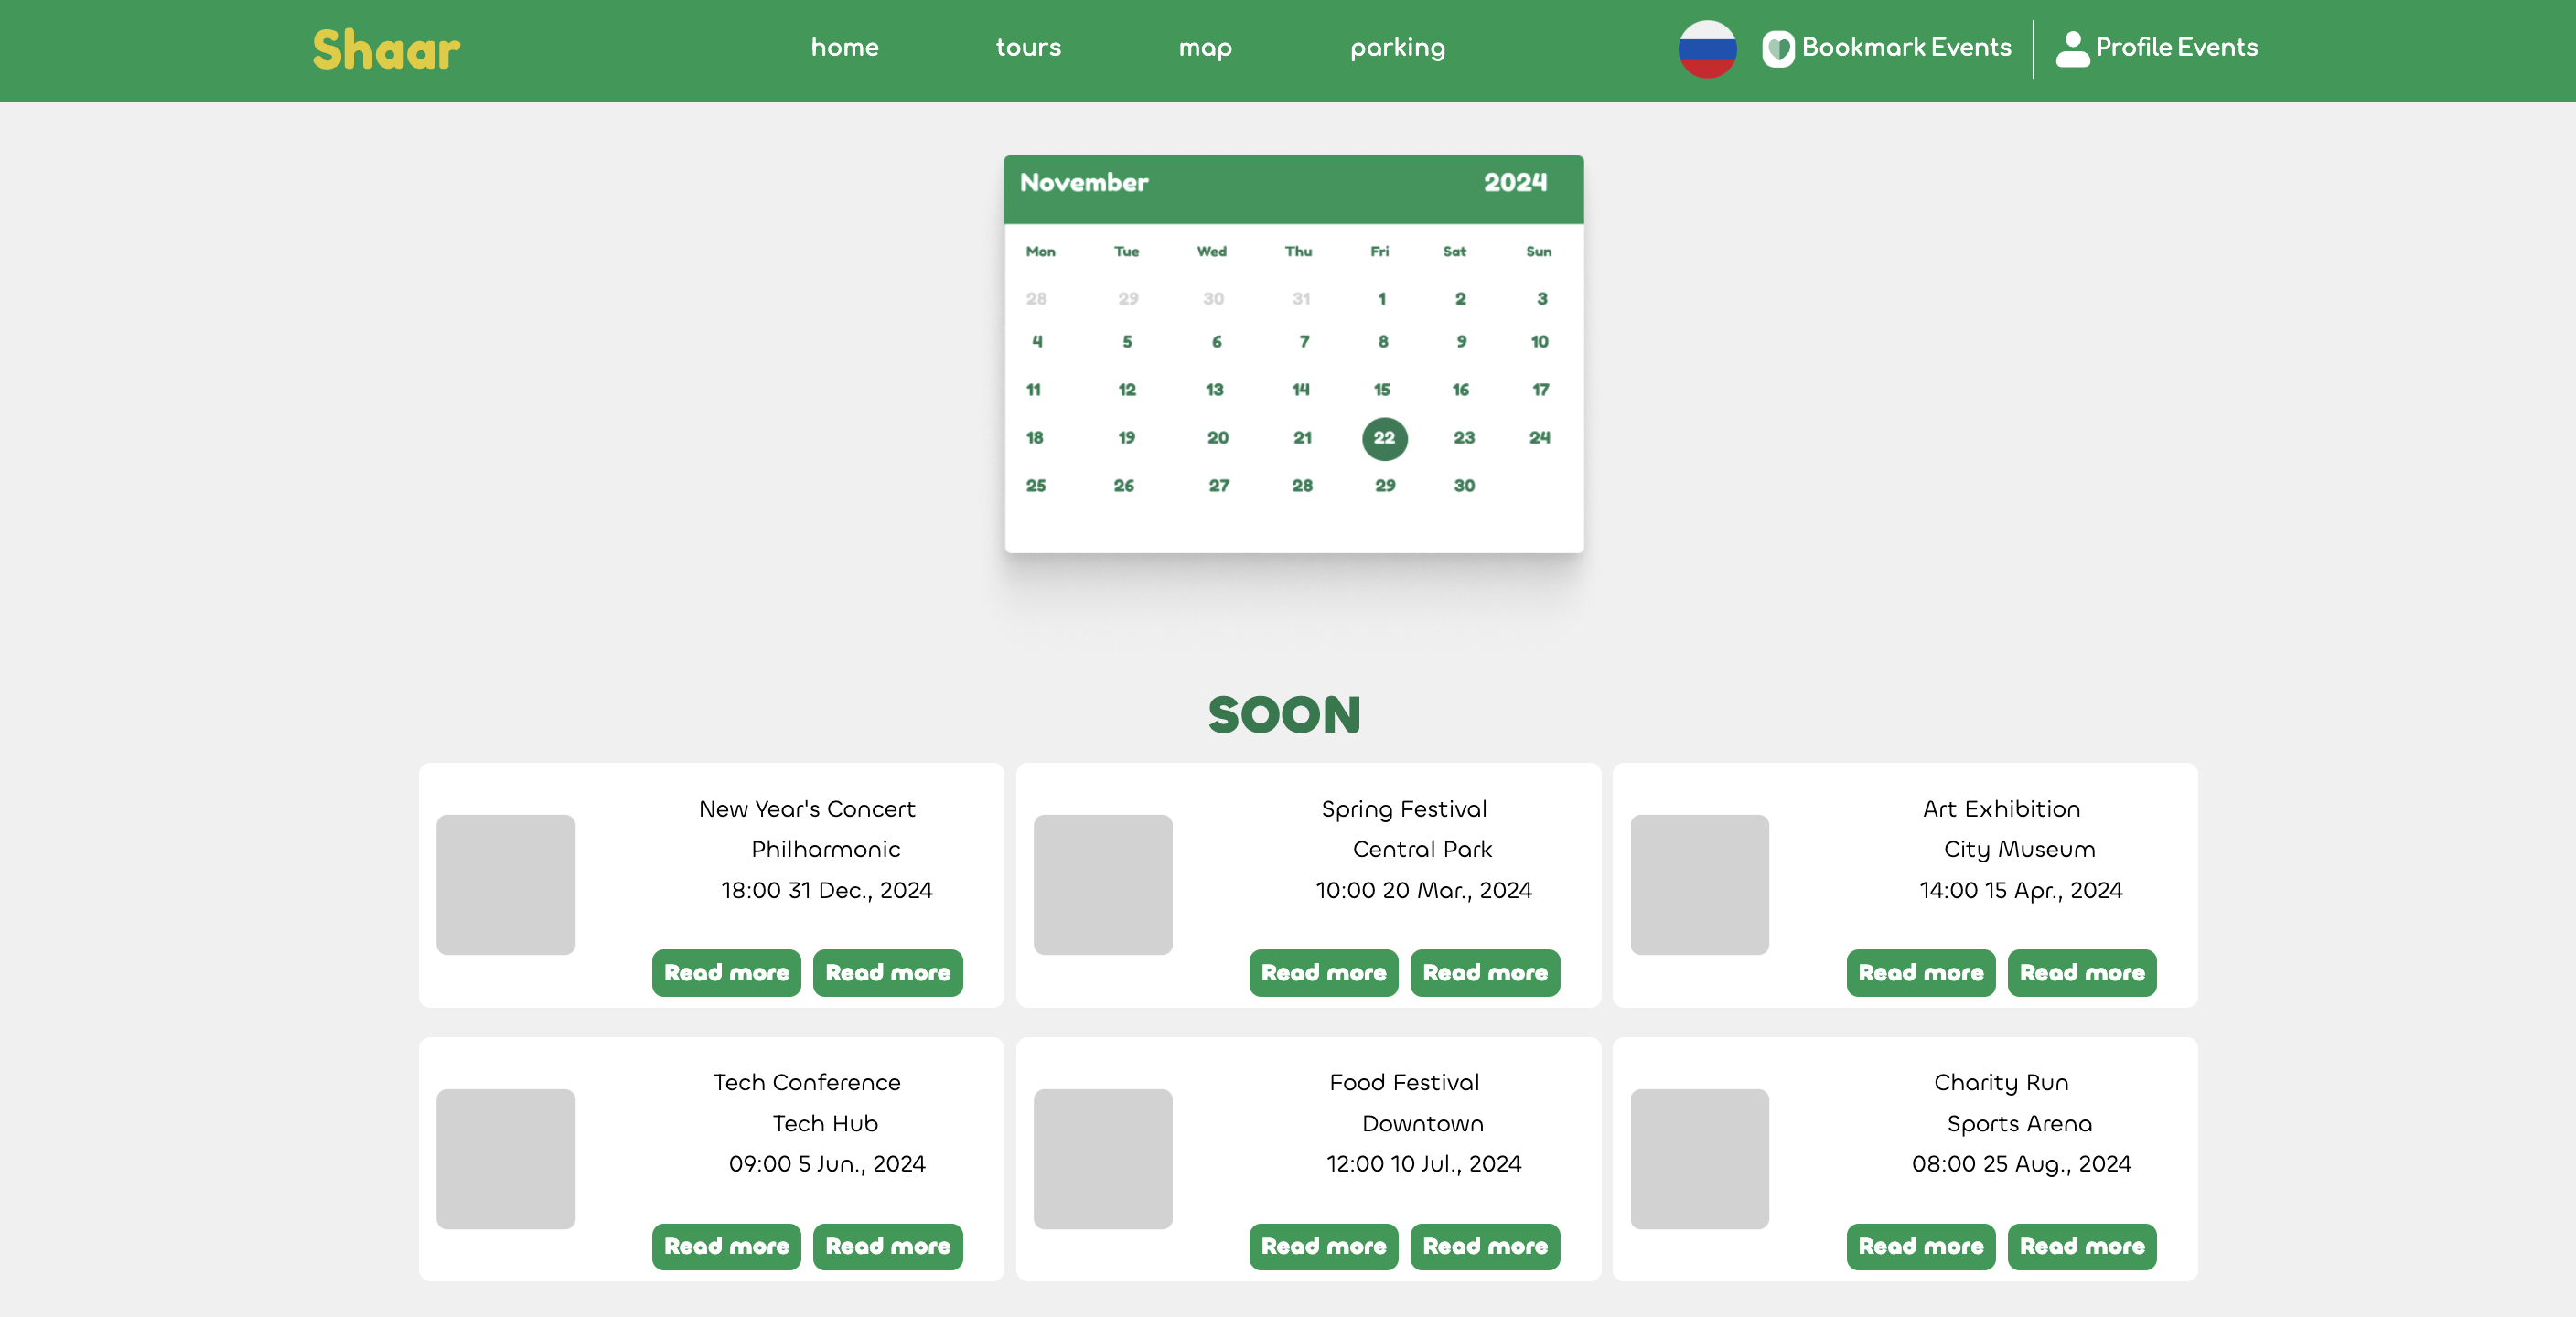 Shaar home tours map parking Bookmark Events Profile Events
November 2024
Mon Tue Wed Thu Fri Sat Sun
28 29 30 31 1 2 3
4 5 6 7 8 9 10
11 12 13 14 15 16 17
18 19 20 21 22 23 24
25 26 27 28 29 30
SOON
New Year's Concert
Philharmonic
18:00 31 Dec., 2024
Read more Read more
Spring Festival
Central Park
10:00 20 Mar., 2024
Read more Read more
Art Exhibition
City Museum
14:00 15 Apr., 2024
Read more Read more
Tech Conference
Tech Hub
09:00 5 Jun., 2024
Read more Read more
Food Festival
Downtown
12:00 10 Jul., 2024
Read more Read more
Charity Run
Sports Arena
08:00 25 Aug., 2024
Read more Read more